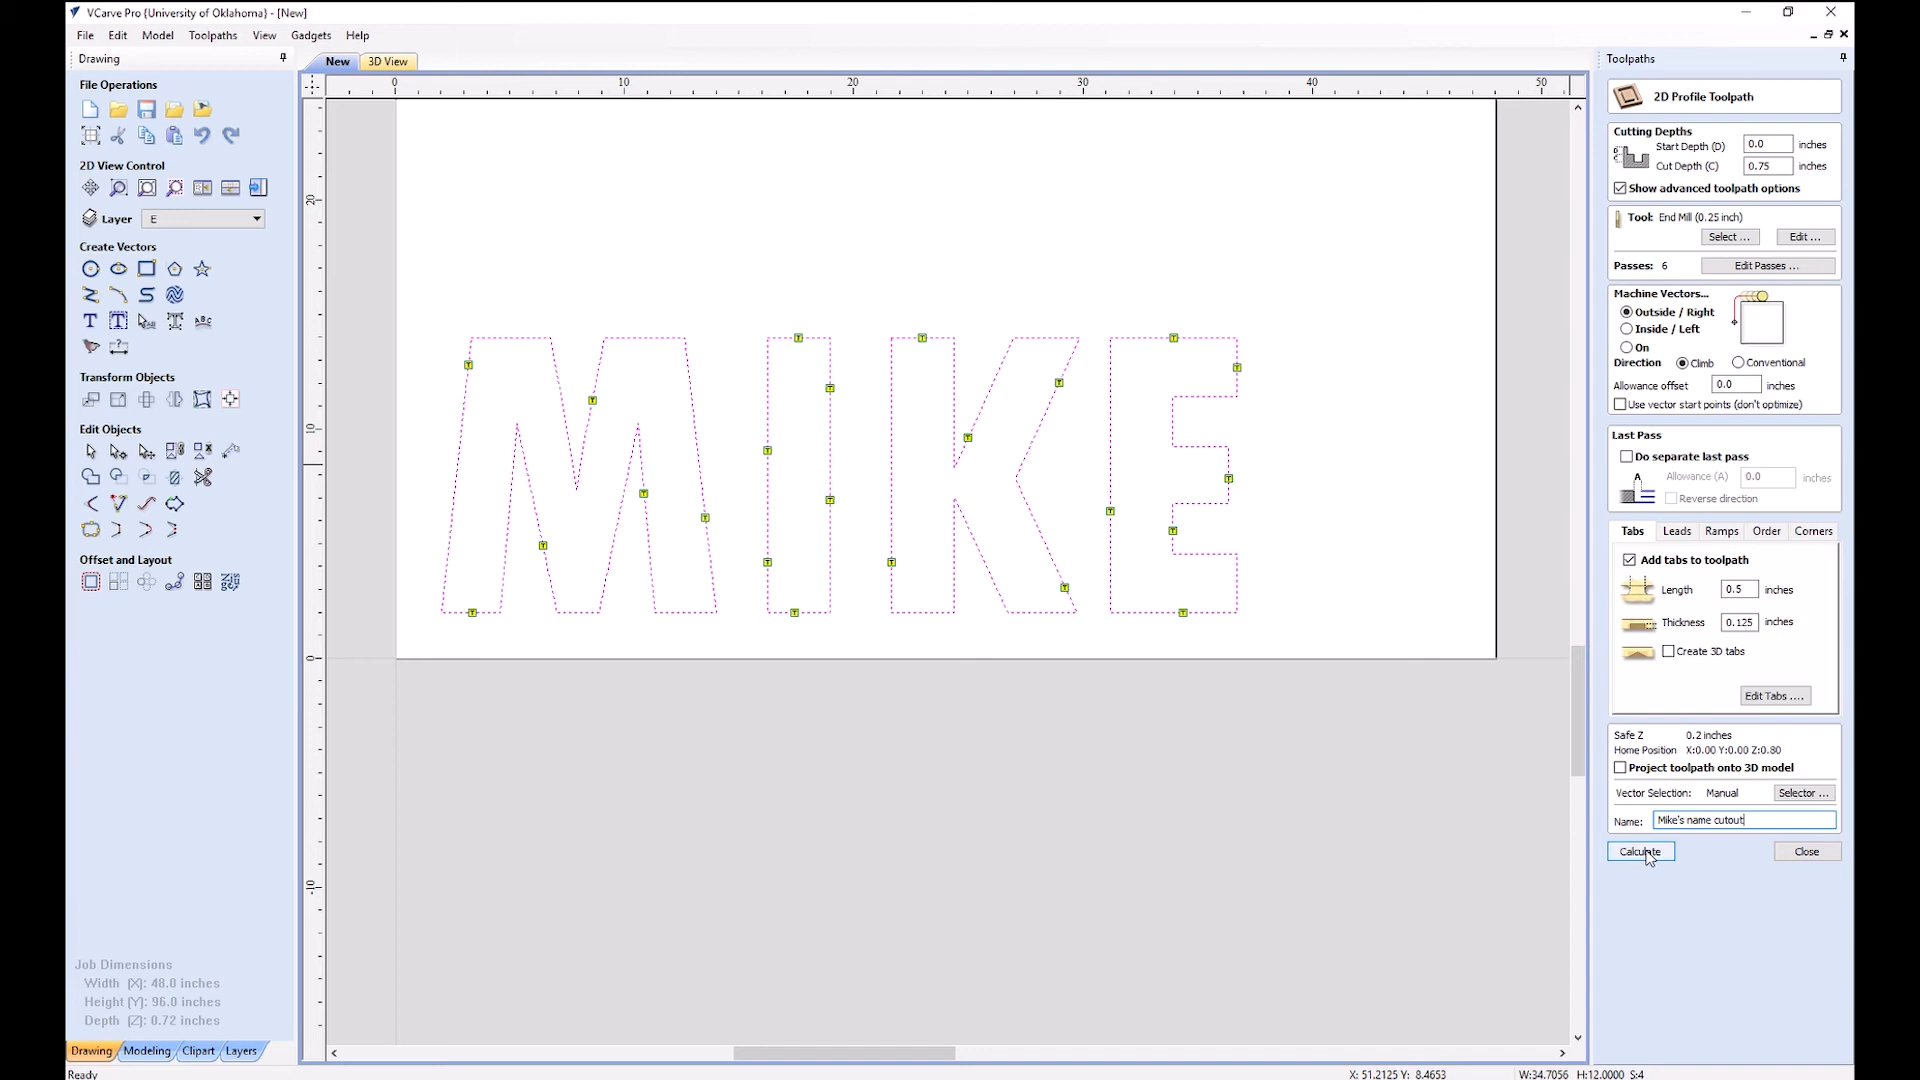 VCarve Pro {University of Oklahoma} - [New]
File Edit Model Toolpaths View Gadgets Help
Drawing
File Operations
2D View Control
Layer E
Create Vectors
Transform Objects
Edit Objects
Offset and Layout
Job Dimensions
Width (X): 48.0 inches
Height (Y): 96.0 inches
Depth (Z): 0.72 inches
Drawing Modeling Clipart Layers
Ready
New 3D View
0 10 20 30 40 50
20
10
0
-10
MIKE
X: 51.2125 Y: 8.4653 W:34.7056 H:12.0000 S:4
Toolpaths
2D Profile Toolpath
Cutting Depths
Start Depth (D) 0.0 inches
Cut Depth (C) 0.75 inches
Show advanced toolpath options
Tool: End Mill (0.25 inch)
Select ... Edit ...
Passes: 6 Edit Passes ...
Machine Vectors...
Outside / Right
Inside / Left
On
Direction Climb Conventional
Allowance offset 0.0 inches
Use vector start points (don't optimize)
Last Pass
Do separate last pass
Allowance (A) 0.0 inches
A
Reverse direction
Tabs Leads Ramps Order Corners
Add tabs to toolpath
Length 0.5 inches
Thickness 0.125 inches
Create 3D tabs
Edit Tabs ....
Safe Z 0.2 inches
Home Position X:0.00 Y:0.00 Z:0.80
Project toolpath onto 3D model
Vector Selection: Manual Selector ...
Name: Mike's name cutout
Calculate Close